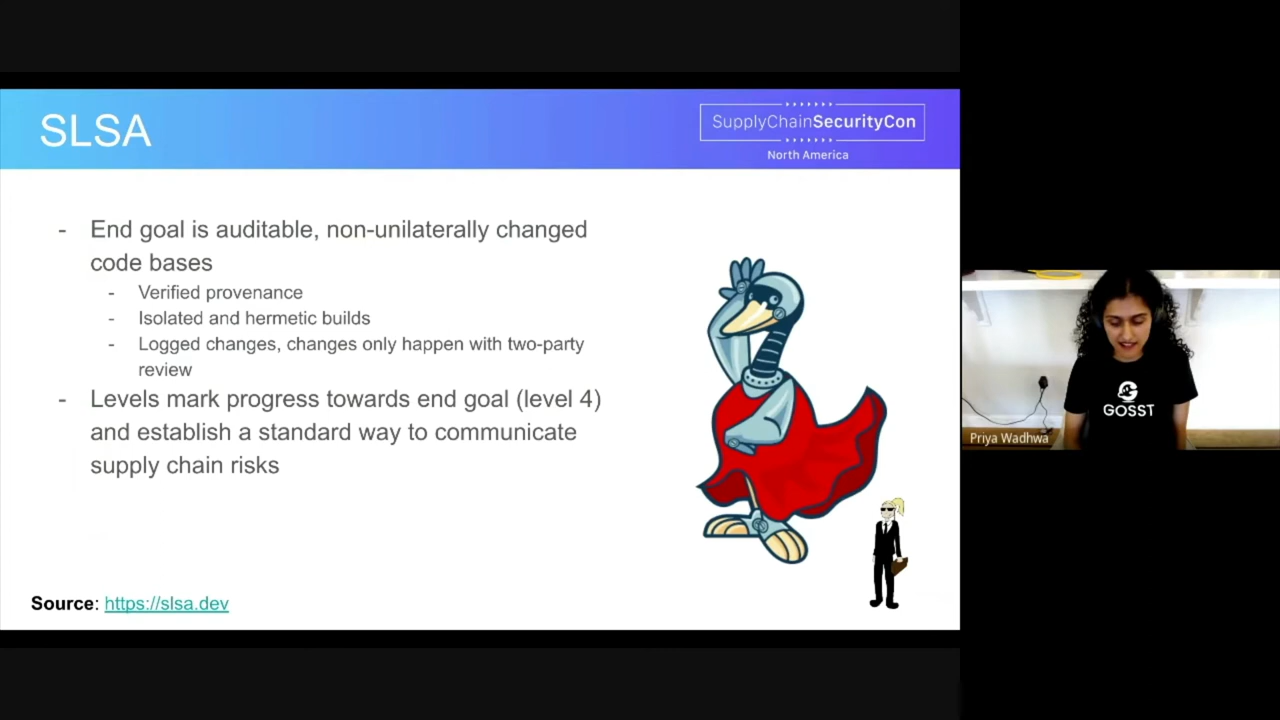 SLSA
SupplyChainSecurityCon
North America
- End goal is auditable, non-unilaterally changed
code bases
- Verified provenance
- Isolated and hermetic builds
- Logged changes, changes only happen with two-party
review
- Levels mark progress towards end goal (level 4)
and establish a standard way to communicate
supply chain risks
Source: https://slsa.dev
GOSST
Priya Wadhwa